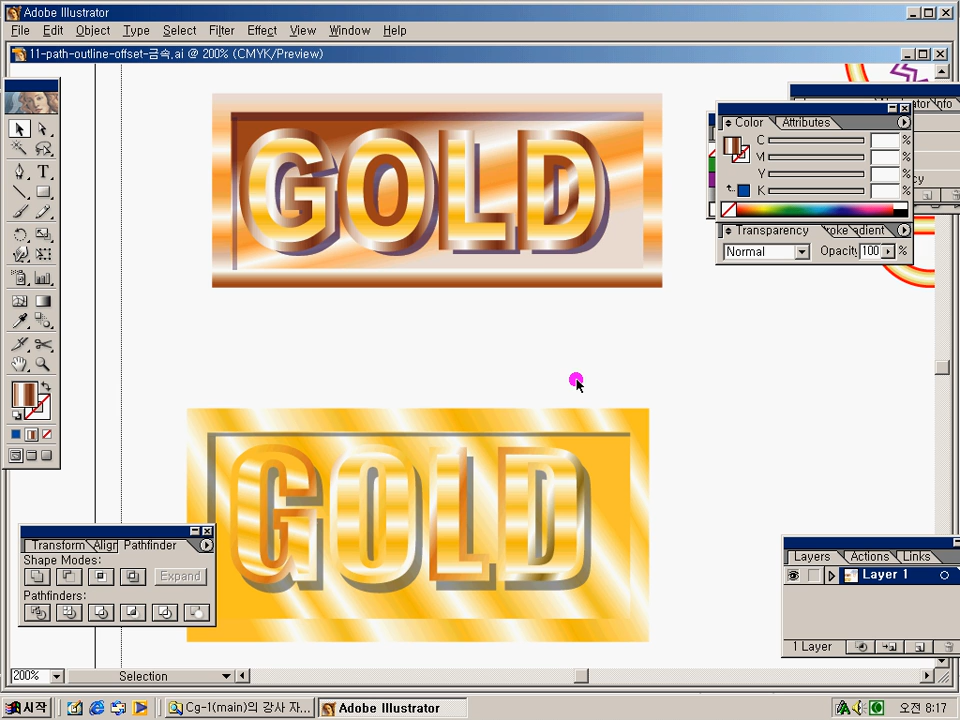 Adobe Illustrator
File Edit Object Type Select Filter Effect View Window Help
11-path-outline-offset-금속.ai @ 200% (CMYK/Preview)
Info
Color Attributes
C %
M %
Y %
K %
Transparency
Normal Opacity 100 %
GOLD
GOLD
Transform Align Pathfinder
Shape Modes:
Expand
Pathfinders:
Layers Actions Links
Layer 1
1 Layer
200% Selection
시작 Cg-1(main)의 강사 자... Adobe Illustrator 오전 8:17